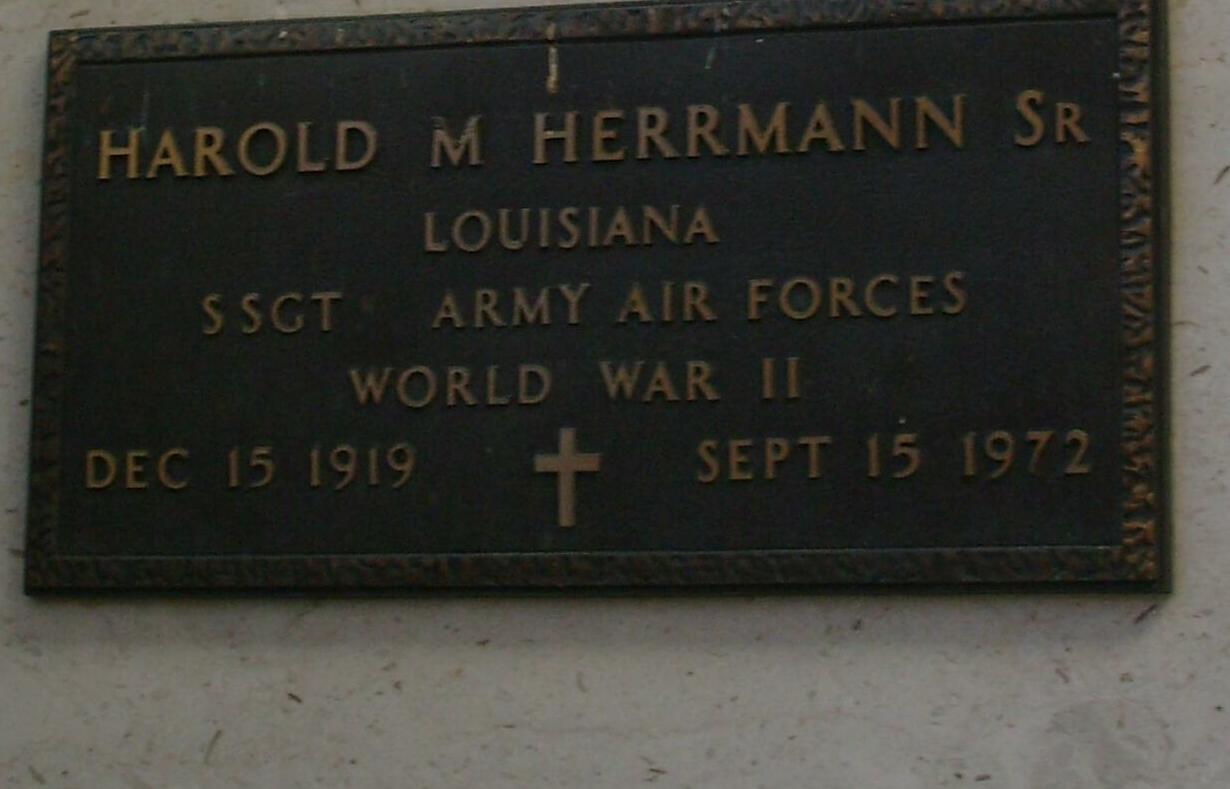 HAROLD M HERRMANN SR
LOUISIANA
SSGT ARMY AIR FORCES
WORLD WAR II
DEC 15 1919 SEPT 15 1972